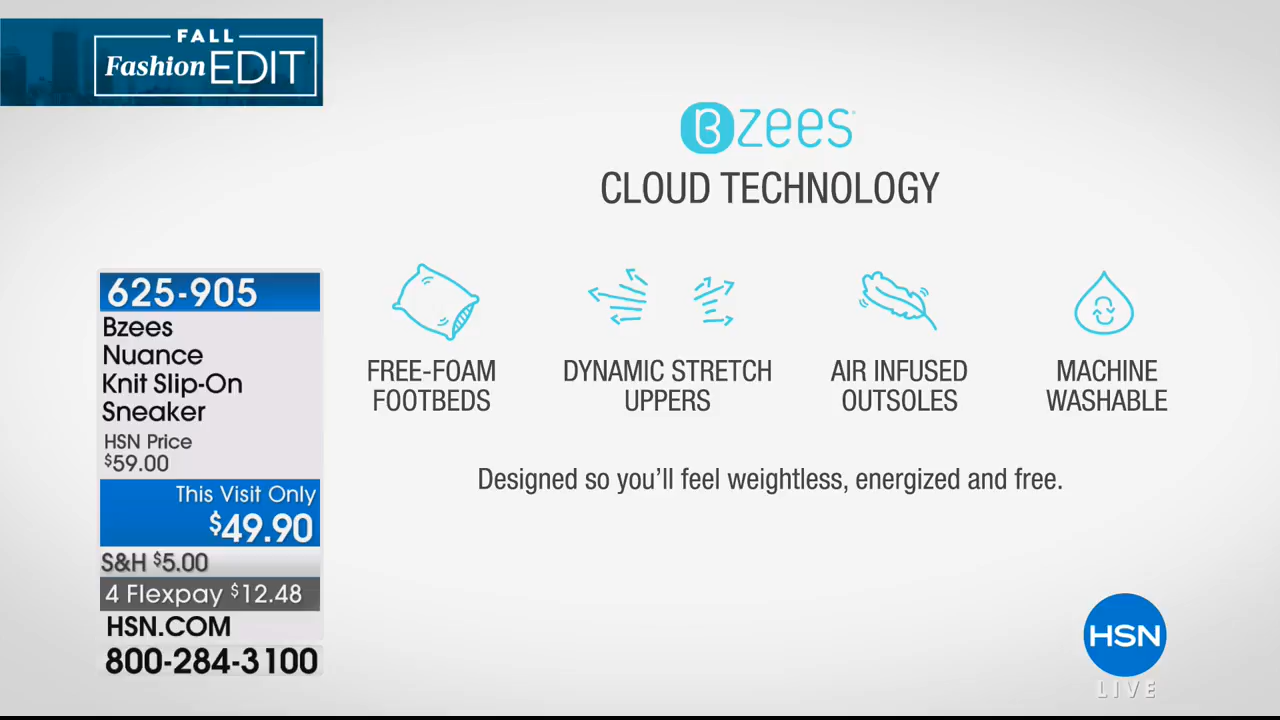 FALL
Fashion EDIT
Bzees
CLOUD TECHNOLOGY
FREE-FOAM
FOOTBEDS
DYNAMIC STRETCH
UPPERS
AIR INFUSED
OUTSOLES
MACHINE
WASHABLE
Designed so you'll feel weightless, energized and free.
625-905
Bzees
Nuance
Knit Slip-On
Sneaker
HSN Price
$59.00
This Visit Only
$49.90
S&H $5.00
4 Flexpay $12.48
HSN.COM
800-284-3100
HSN
LIVE